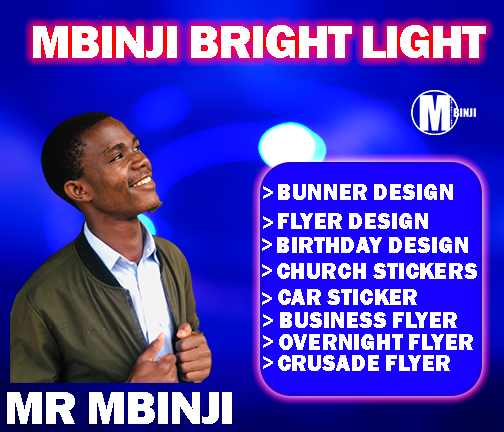 MBINJI BRIGHT LIGHT
MBINJI
> BUNNER DESIGN
> FLYER DESIGN
> BIRTHDAY DESIGN
> CHURCH STICKERS
> CAR STICKER
> BUSINESS FLYER
> OVERNIGHT FLYER
> CRUSADE FLYER
MR MBINJI